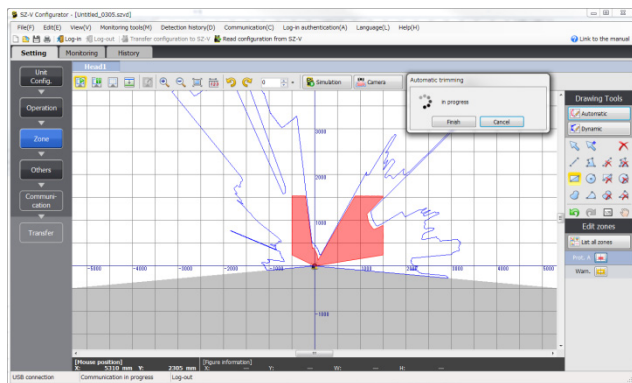 SZ-V Configurator - [Untitled_0305.szvd]
File(F) Edit(E) View(V) Monitoring tools(M) Detection history(D) Communication(C) Log-in authentication(A) Language(L) Help(H)
Log-in Log-out Transfer configuration to SZ-V Read configuration from SZ-V Link to the manual
Setting Monitoring History
Head1
0 Simulation Camera
Automatic trimming
in progress
Finish Cancel
Unit
Config.
Operation
Zone
Others
Communi-
cation
Transfer
Drawing Tools
Automatic
Dynamic
Edit zones
List all zones
Prot. A
Warn.
3000
2000
1000
-5000 -4000 -3000 -2000 -1000 0 1000 2000 3000 4000 5000
-1000
[Mouse position] [Figure information]
X: 5310 mm Y: 2305 mm X: --- Y: --- W: --- H: ---
USB connection Communication in progress Log-out